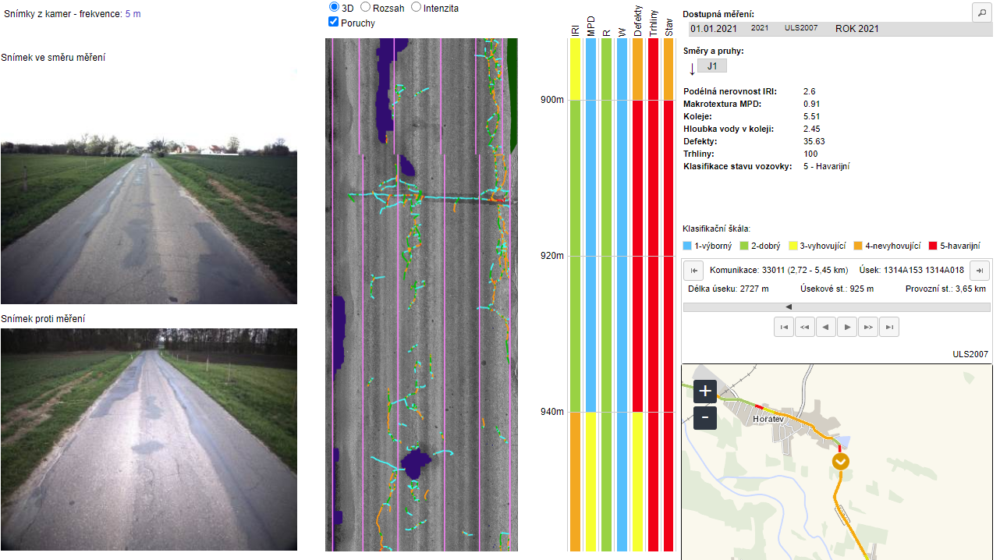 Snímky z kamer - frekvence: 5 m
Snímek ve směru měření
Snímek proti měření
3D Rozsah Intenzita
Poruchy
IRI MPD R W Defekty Trhliny Stav
900m
920m
940m
Dostupná měření:
01.01.2021 2021 ULS2007 ROK 2021
Směry a pruhy:
↓ J1
Podélná nerovnost IRI: 2.6
Makrotextura MPD: 0.91
Koleje: 5.51
Hloubka vody v koleji: 2.45
Defekty: 35.63
Trhliny: 100
Klasifikace stavu vozovky: 5 - Havarijní
Klasifikační škála:
1-výborný 2-dobrý 3-vyhovující 4-nevyhovující 5-havarijní
Komunikace: 33011 (2,72 - 5,45 km) Úsek: 1314A153 1314A018
Délka úseku: 2727 m Úsekové st.: 925 m Provozní st.: 3,65 km
ULS2007
+
-
Hořátev